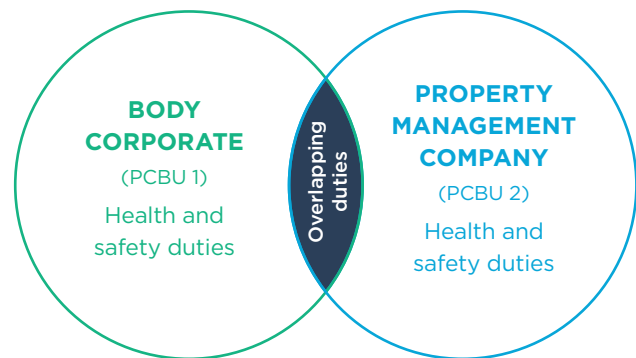 BODY
CORPORATE
(PCBU 1)
Health and
safety duties
Overlapping
duties
PROPERTY
MANAGEMENT
COMPANY
(PCBU 2)
Health and
safety duties